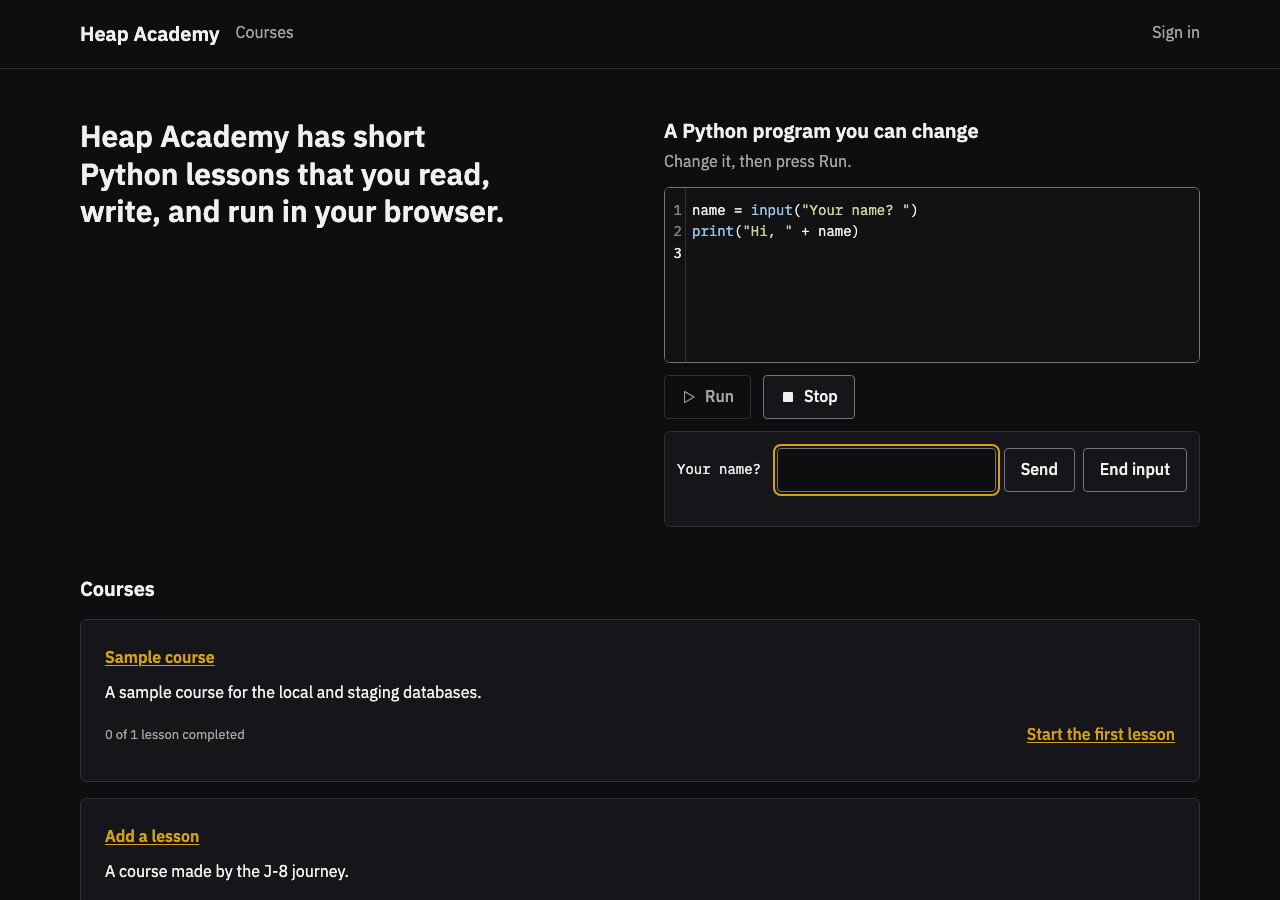 Heap Academy
Courses
Sign in
Heap Academy has short
Python lessons that you read,
write, and run in your browser.
A Python program you can change
Change it, then press Run.
1 name = input("Your name? ")
2 print("Hi, " + name)
3
Run
Stop
Your name?
Send
End input
Courses
Sample course
A sample course for the local and staging databases.
0 of 1 lesson completed
Start the first lesson
Add a lesson
A course made by the J-8 journey.